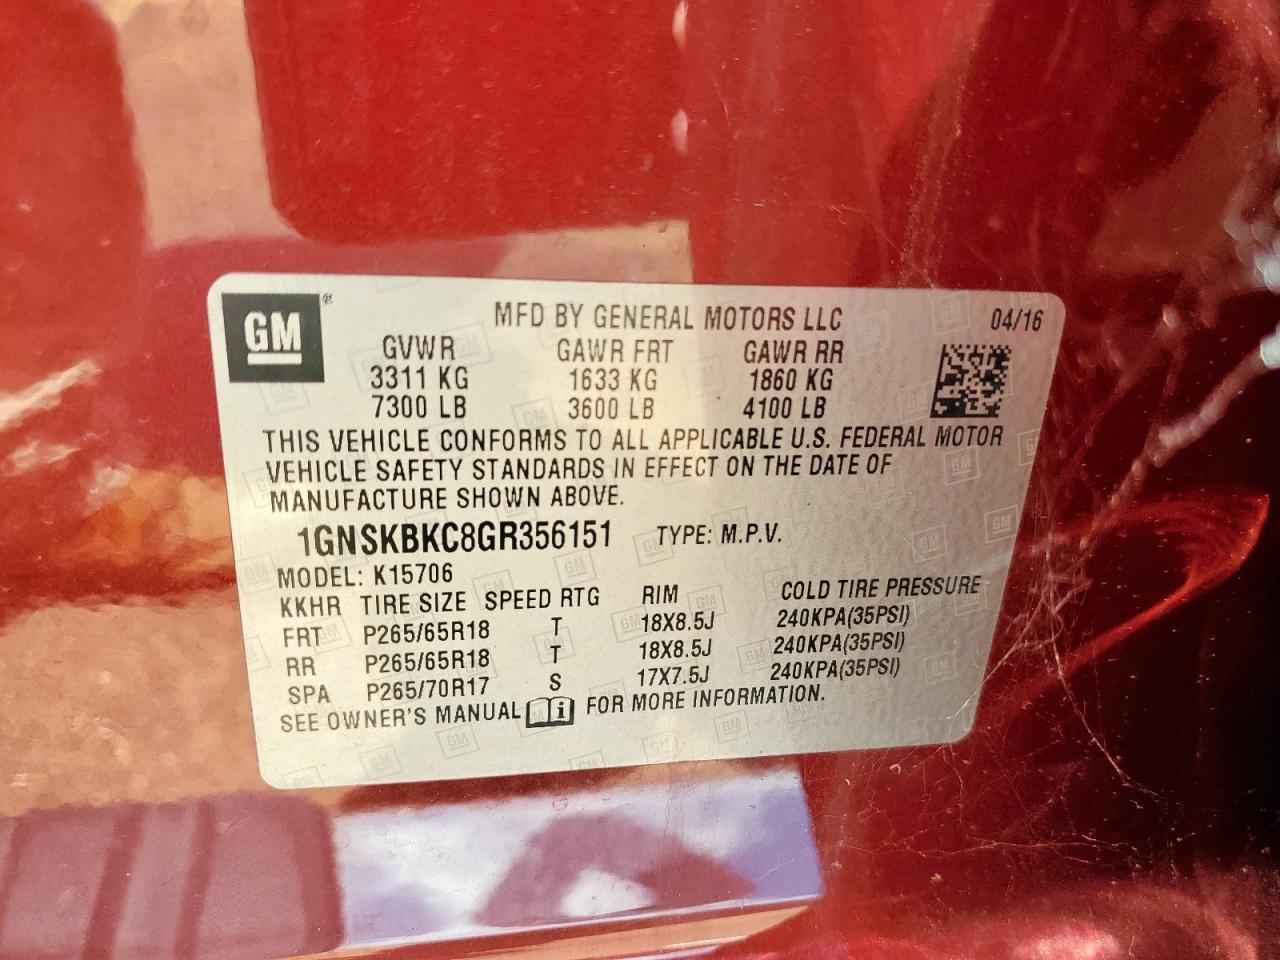 GM ® MFD BY GENERAL MOTORS LLC 04/16
GVWR GAWR FRT GAWR RR
3311 KG 1633 KG 1860 KG
7300 LB 3600 LB 4100 LB
THIS VEHICLE CONFORMS TO ALL APPLICABLE U.S. FEDERAL MOTOR
VEHICLE SAFETY STANDARDS IN EFFECT ON THE DATE OF
MANUFACTURE SHOWN ABOVE.
1GNSKBKC8GR356151 TYPE: M.P.V.
MODEL: K15706
KKHR TIRE SIZE SPEED RTG RIM COLD TIRE PRESSURE
FRT P265/65R18 T 18X8.5J 240KPA(35PSI)
RR P265/65R18 T 18X8.5J 240KPA(35PSI)
SPA P265/70R17 S 17X7.5J 240KPA(35PSI)
SEE OWNER'S MANUAL i FOR MORE INFORMATION.